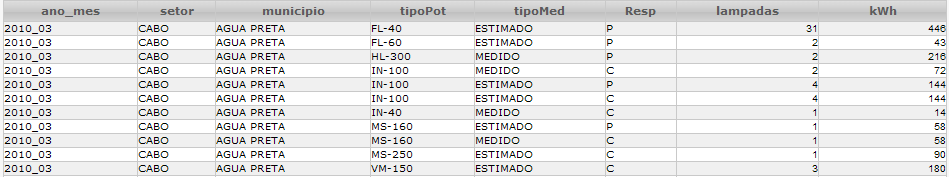 ano_mes setor municipio tipoPot tipoMed Resp lampadas kWh
2010_03 CABO AGUA PRETA FL-40 ESTIMADO P 31 446
2010_03 CABO AGUA PRETA FL-60 ESTIMADO P 2 43
2010_03 CABO AGUA PRETA HL-300 MEDIDO P 2 216
2010_03 CABO AGUA PRETA IN-100 MEDIDO C 2 72
2010_03 CABO AGUA PRETA IN-100 ESTIMADO P 4 144
2010_03 CABO AGUA PRETA IN-100 ESTIMADO C 4 144
2010_03 CABO AGUA PRETA IN-40 MEDIDO C 1 14
2010_03 CABO AGUA PRETA MS-160 ESTIMADO P 1 58
2010_03 CABO AGUA PRETA MS-160 MEDIDO C 1 58
2010_03 CABO AGUA PRETA MS-250 ESTIMADO C 1 90
2010_03 CABO AGUA PRETA VM-150 ESTIMADO C 3 180